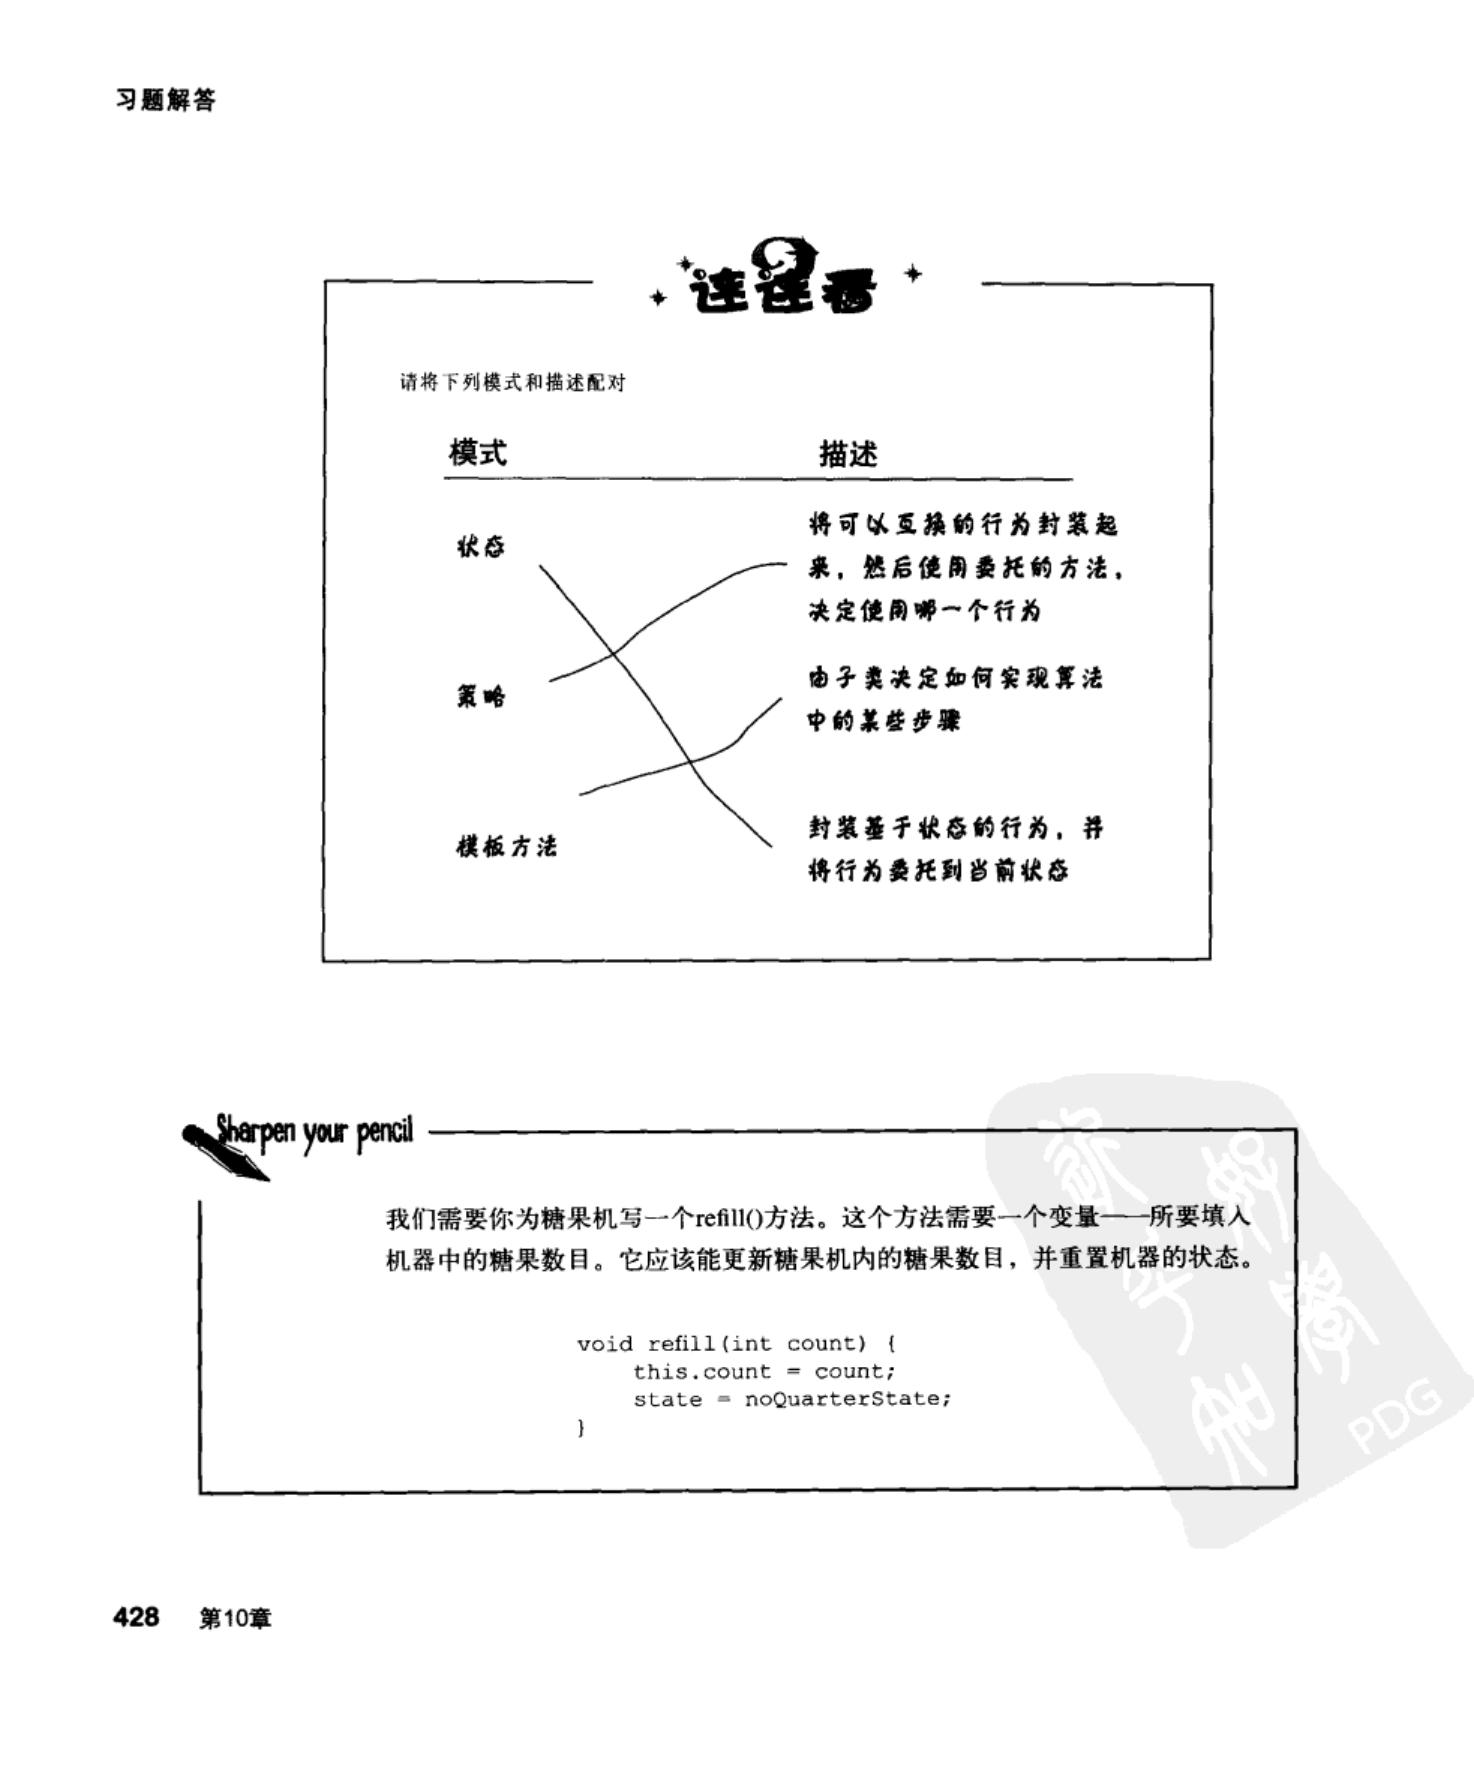 习题解答
连连看
请将下列模式和描述配对
模式
描述
状态
将可以互换的行为封装起
来，然后使用委托的方法，
决定使用哪一个行为
策略
由子类决定如何实现算法
中的某些步骤
模板方法
封装基于状态的行为，并
将行为委托到当前状态
Sharpen your pencil
我们需要你为糖果机写一个refill()方法。这个方法需要一个变量——所要填入
机器中的糖果数目。它应该能更新糖果机内的糖果数目，并重置机器的状态。
void refill(int count) {
this.count = count;
state = noQuarterState;
}
PDG
428 第10章